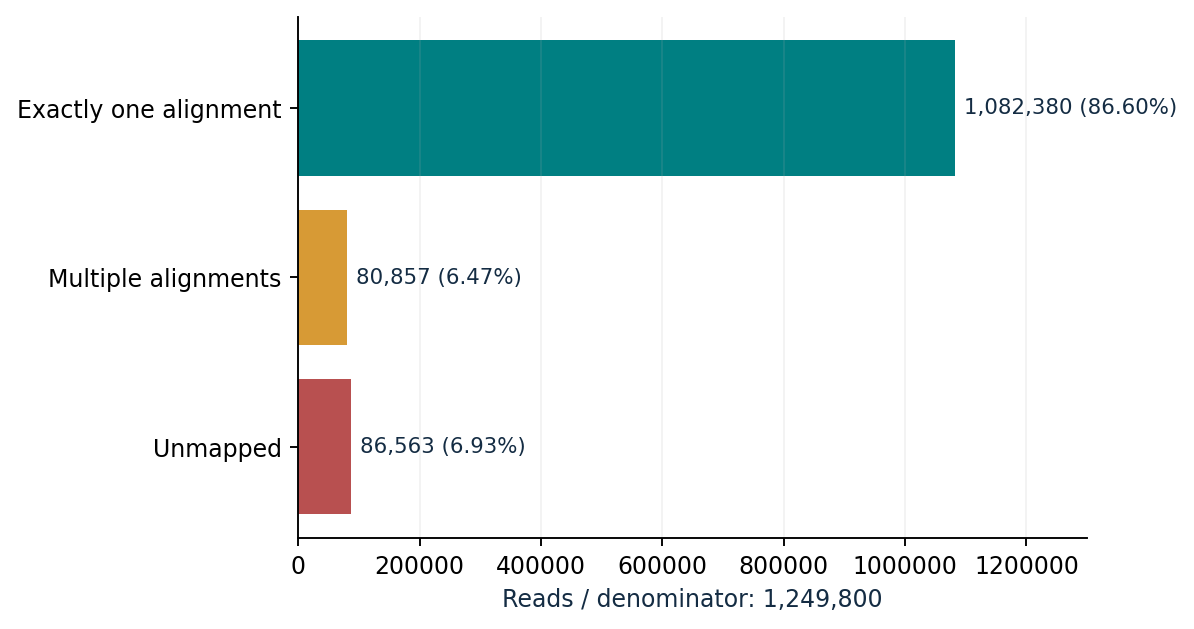 Exactly one alignment
1,082,380 (86.60%)
Multiple alignments
80,857 (6.47%)
Unmapped
86,563 (6.93%)
0 200000 400000 600000 800000 1000000 1200000
Reads / denominator: 1,249,800